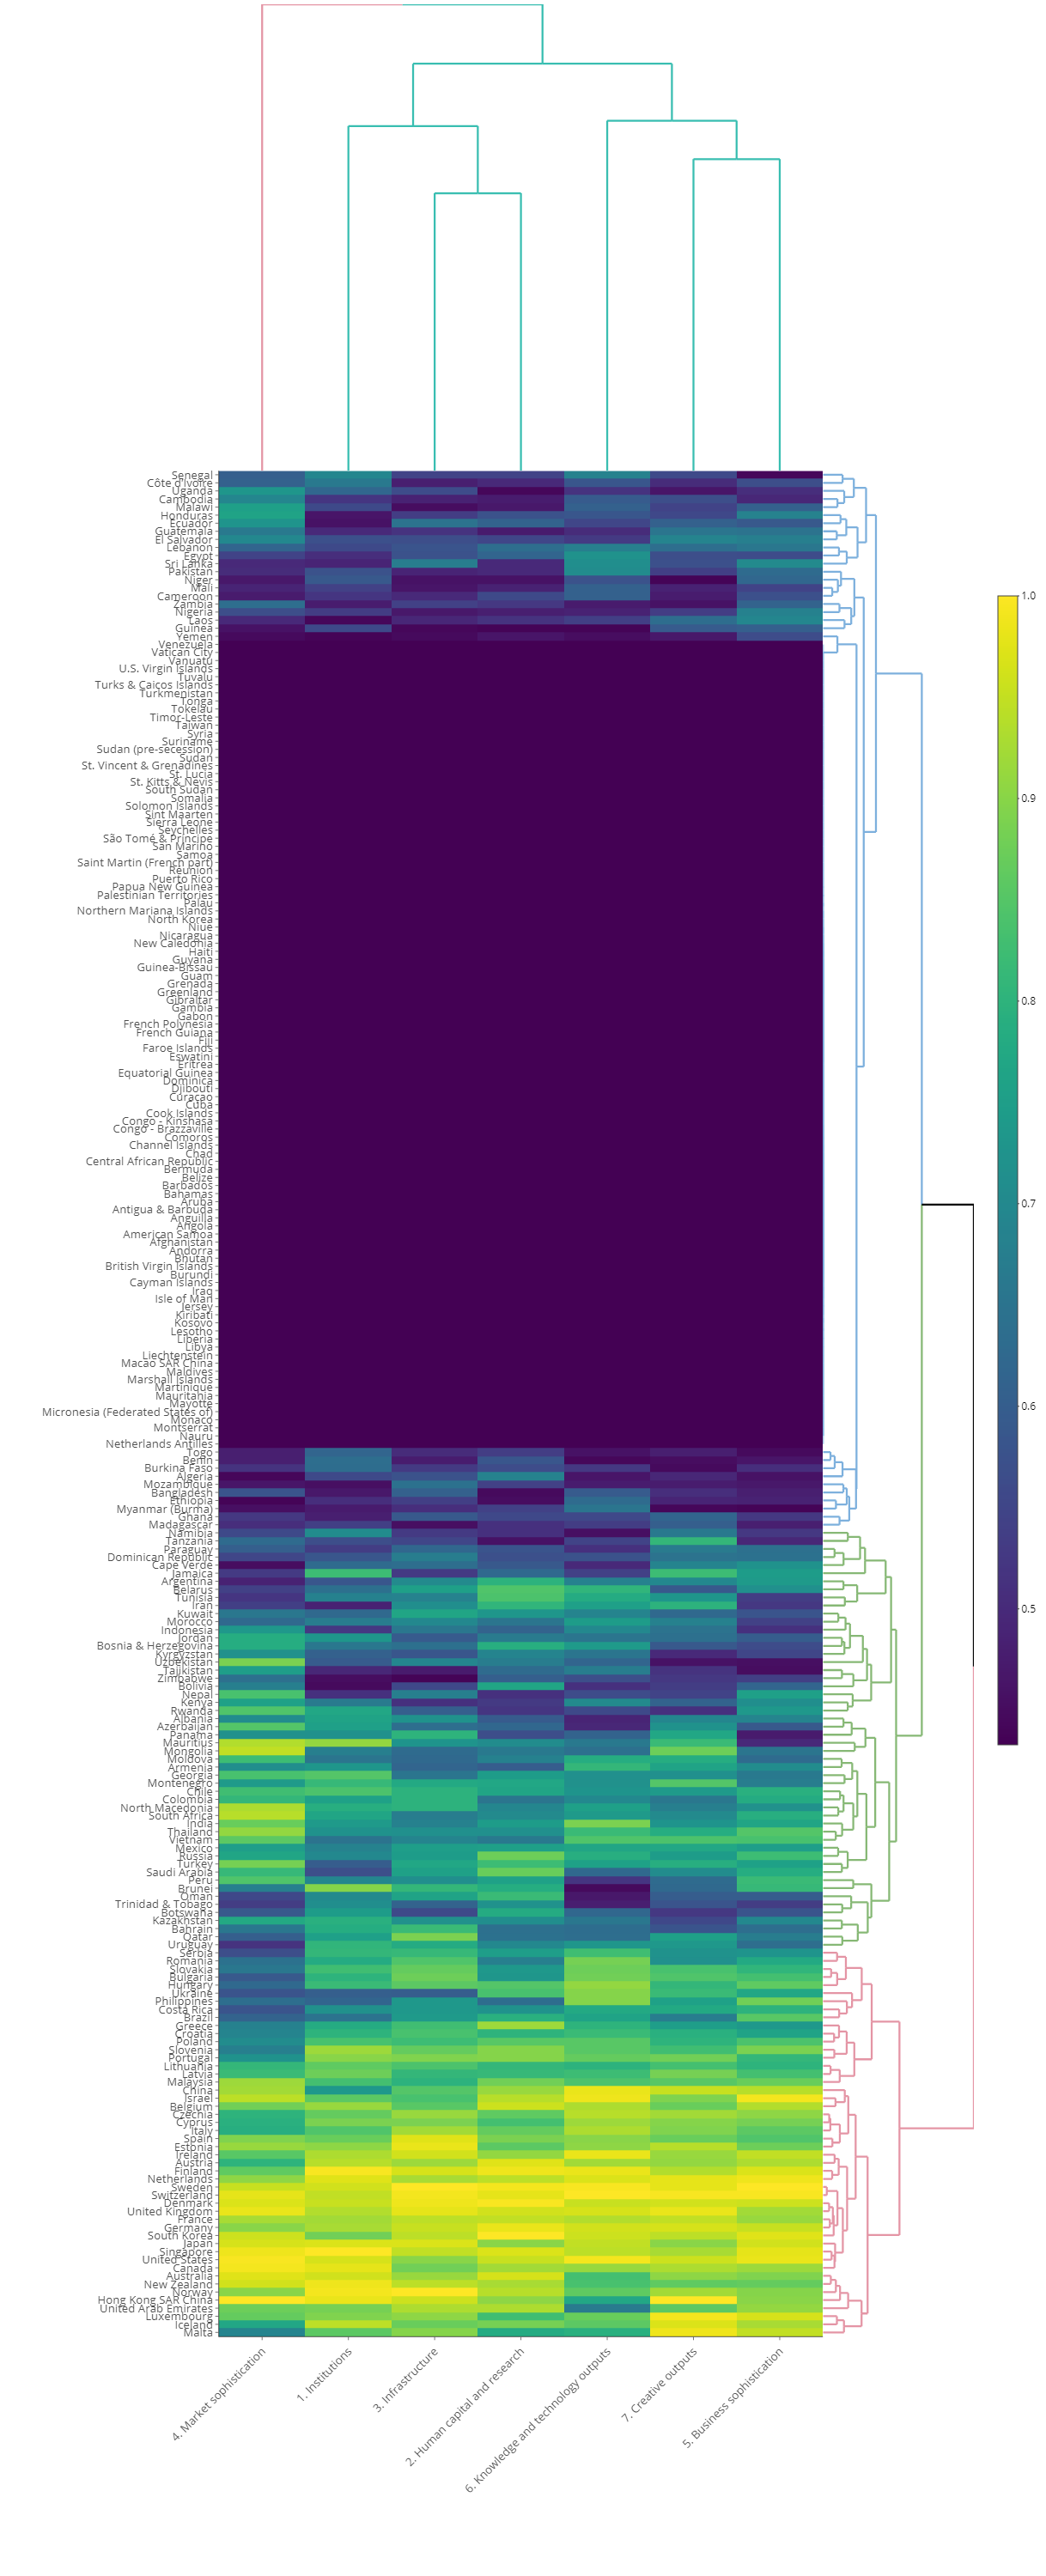 Senegal
Côte d'Ivoire
Uganda
Cambodia
Malawi
Honduras
Ecuador
Guatemala
El Salvador
Lebanon
Egypt
Sri Lanka
Pakistan
Niger
Mali
Cameroon
Zambia
Nigeria
Laos
Guinea
Yemen
Venezuela
Vatican City
Vanuatu
U.S. Virgin Islands
Tuvalu
Turks & Caicos Islands
Turkmenistan
Tonga
Tokelau
Timor-Leste
Taiwan
Syria
Suriname
Sudan (pre-secession)
Sudan
St. Vincent & Grenadines
St. Lucia
St. Kitts & Nevis
South Sudan
Somalia
Solomon Islands
Sint Maarten
Sierra Leone
Seychelles
São Tomé & Príncipe
San Marino
Samoa
Saint Martin (French part)
Réunion
Puerto Rico
Papua New Guinea
Palestinian Territories
Palau
Northern Mariana Islands
North Korea
Niue
Nicaragua
New Caledonia
Haiti
Guyana
Guinea-Bissau
Guam
Grenada
Greenland
Gibraltar
Gambia
Gabon
French Polynesia
French Guiana
Fiji
Faroe Islands
Eswatini
Eritrea
Equatorial Guinea
Dominica
Djibouti
Curaçao
Cuba
Cook Islands
Congo - Kinshasa
Congo - Brazzaville
Comoros
Channel Islands
Chad
Central African Republic
Bermuda
Belize
Barbados
Bahamas
Aruba
Antigua & Barbuda
Anguilla
Angola
American Samoa
Afghanistan
Andorra
Bhutan
British Virgin Islands
Burundi
Cayman Islands
Iraq
Isle of Man
Jersey
Kiribati
Kosovo
Lesotho
Liberia
Libya
Liechtenstein
Macao SAR China
Maldives
Marshall Islands
Martinique
Mauritania
Mayotte
Micronesia (Federated States of)
Monaco
Montserrat
Nauru
Netherlands Antilles
Togo
Benin
Burkina Faso
Algeria
Mozambique
Bangladesh
Ethiopia
Myanmar (Burma)
Ghana
Madagascar
Namibia
Tanzania
Paraguay
Dominican Republic
Cape Verde
Jamaica
Argentina
Belarus
Tunisia
Iran
Kuwait
Morocco
Indonesia
Jordan
Bosnia & Herzegovina
Kyrgyzstan
Uzbekistan
Tajikistan
Zimbabwe
Bolivia
Nepal
Kenya
Rwanda
Albania
Azerbaijan
Panama
Mauritius
Mongolia
Moldova
Armenia
Georgia
Montenegro
Chile
Colombia
North Macedonia
South Africa
India
Thailand
Vietnam
Mexico
Russia
Turkey
Saudi Arabia
Peru
Brunei
Oman
Trinidad & Tobago
Botswana
Kazakhstan
Bahrain
Qatar
Uruguay
Serbia
Romania
Slovakia
Bulgaria
Hungary
Ukraine
Philippines
Costa Rica
Brazil
Greece
Croatia
Poland
Slovenia
Portugal
Lithuania
Latvia
Malaysia
China
Israel
Belgium
Czechia
Cyprus
Italy
Spain
Estonia
Ireland
Austria
Finland
Netherlands
Sweden
Switzerland
Denmark
United Kingdom
France
Germany
South Korea
Japan
Singapore
United States
Canada
Australia
New Zealand
Norway
Hong Kong SAR China
United Arab Emirates
Luxembourg
Iceland
Malta
4. Market sophistication
1. Institutions
3. Infrastructure
2. Human capital and research
6. Knowledge and technology outputs
7. Creative outputs
5. Business sophistication
1.0
0.9
0.8
0.7
0.6
0.5